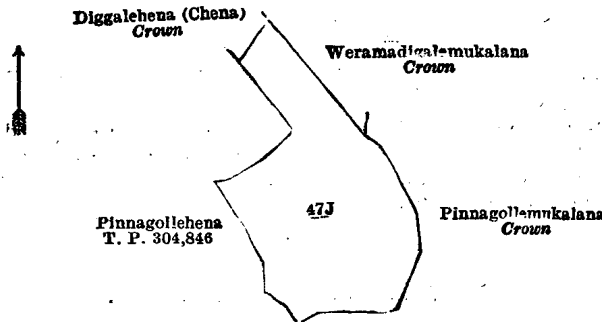 Diggalehena (Chena)
Crown
Weramadigalemukalana
Crown
47J
Pinnagollehena
T. P. 304,846
Pinnagollemukalana
Crown